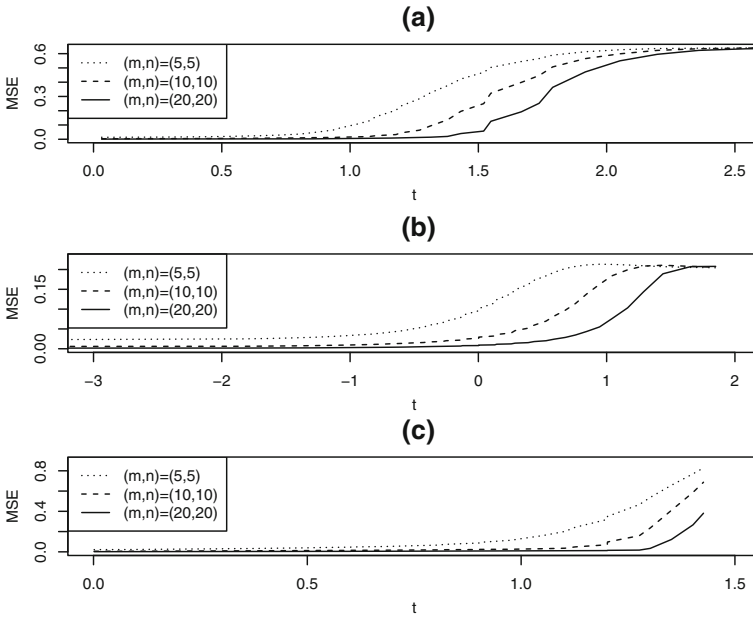 (a)
MSE
0.6
0.3
0.0
(m,n)=(5,5)
(m,n)=(10,10)
(m,n)=(20,20)
0.0 0.5 1.0 1.5 2.0 2.5
t
(b)
MSE
0.15
0.00
(m,n)=(5,5)
(m,n)=(10,10)
(m,n)=(20,20)
−3 −2 −1 0 1 2
t
(c)
MSE
0.8
0.4
0.0
(m,n)=(5,5)
(m,n)=(10,10)
(m,n)=(20,20)
0.0 0.5 1.0 1.5
t